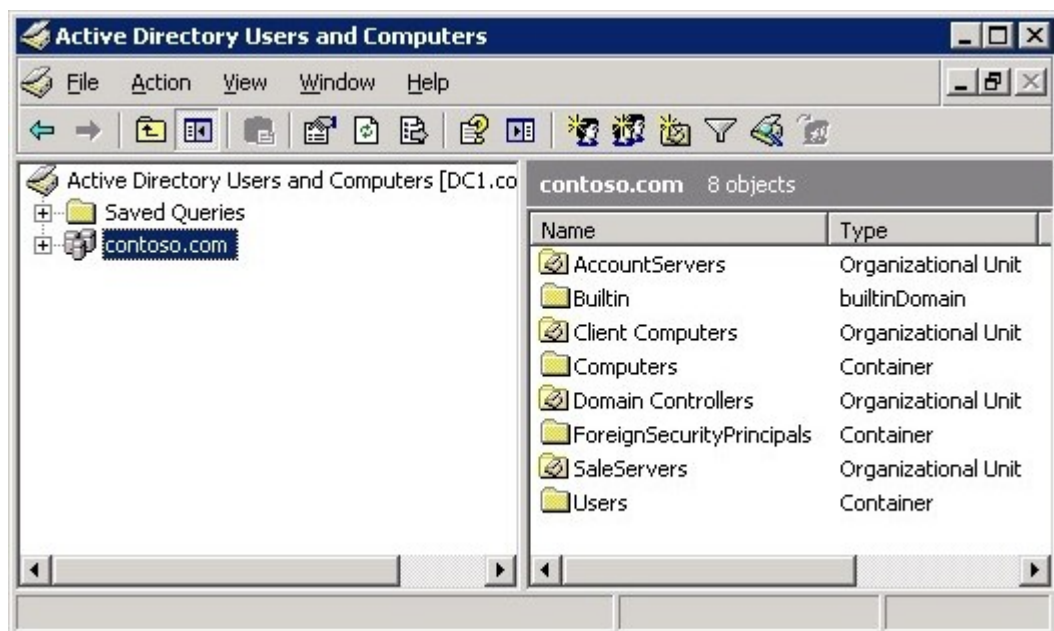 Active Directory Users and Computers
File Action View Window Help
Active Directory Users and Computers [DC1.co
Saved Queries
contoso.com
contoso.com 8 objects
Name Type
AccountServers Organizational Unit
Builtin builtinDomain
Client Computers Organizational Unit
Computers Container
Domain Controllers Organizational Unit
ForeignSecurityPrincipals Container
SaleServers Organizational Unit
Users Container